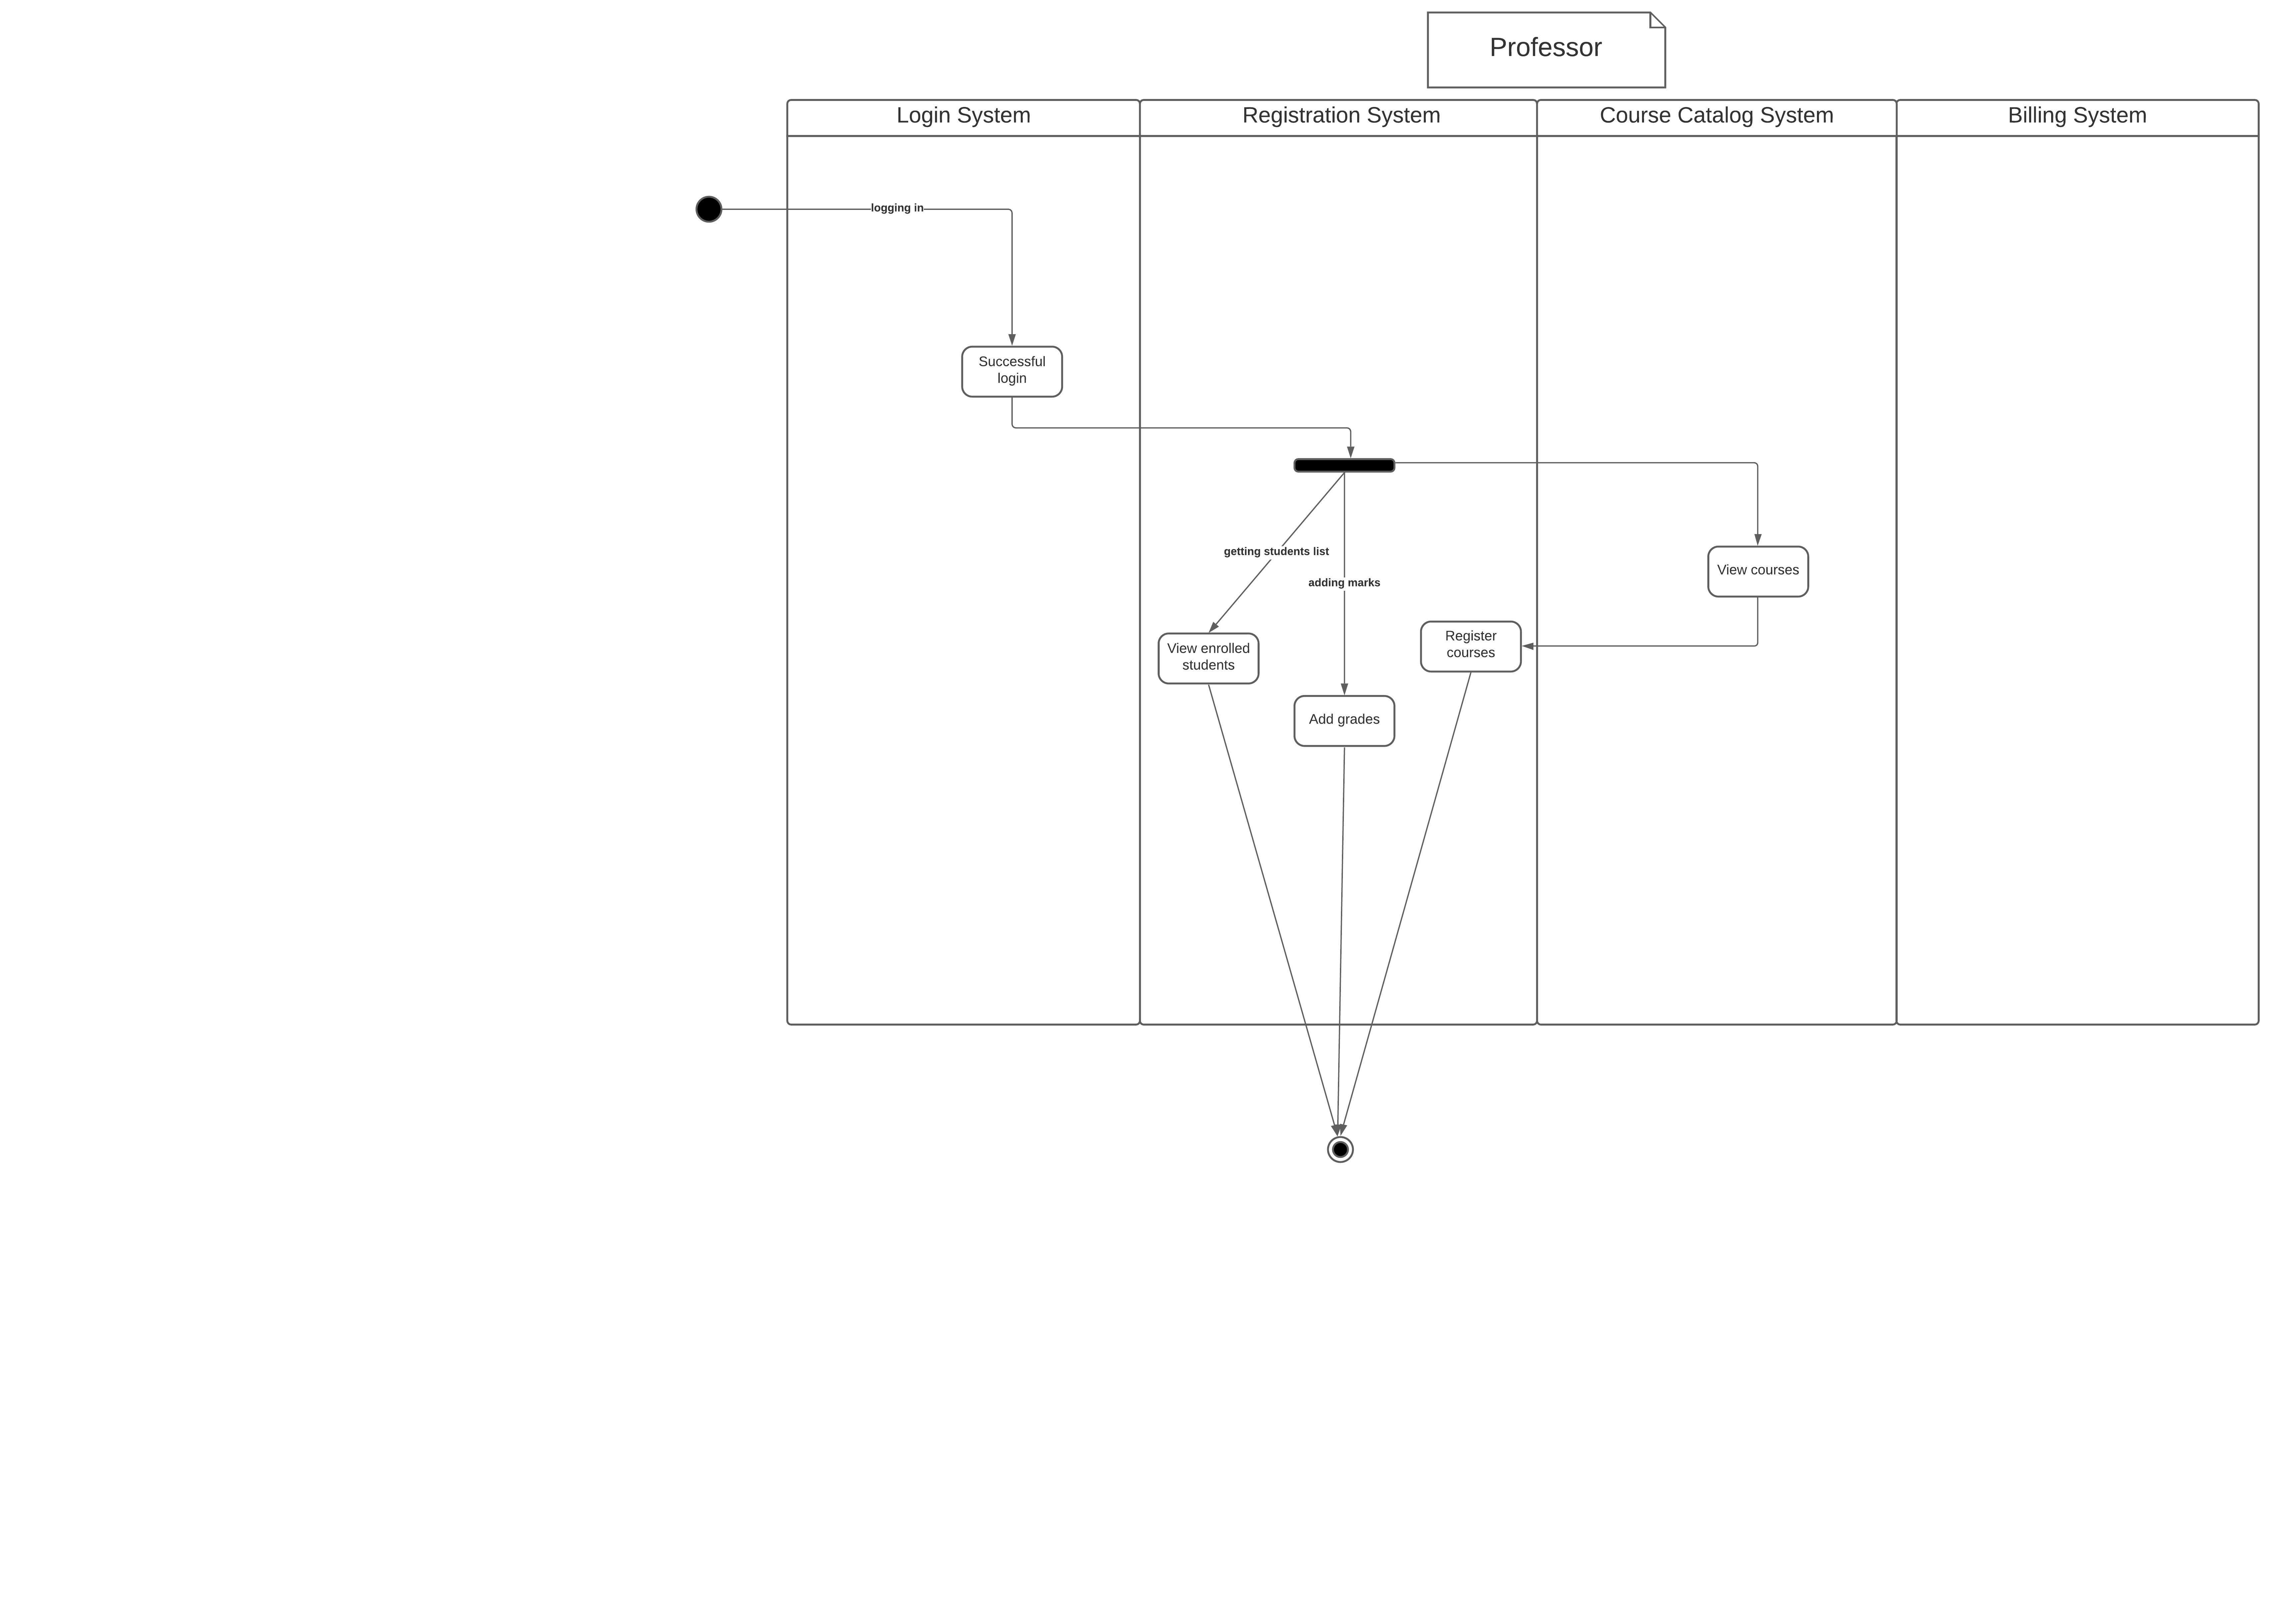 Professor
Login System
Registration System
Course Catalog System
Billing System
logging in
Successful
login
getting students list
adding marks
View courses
Register
courses
View enrolled
students
Add grades